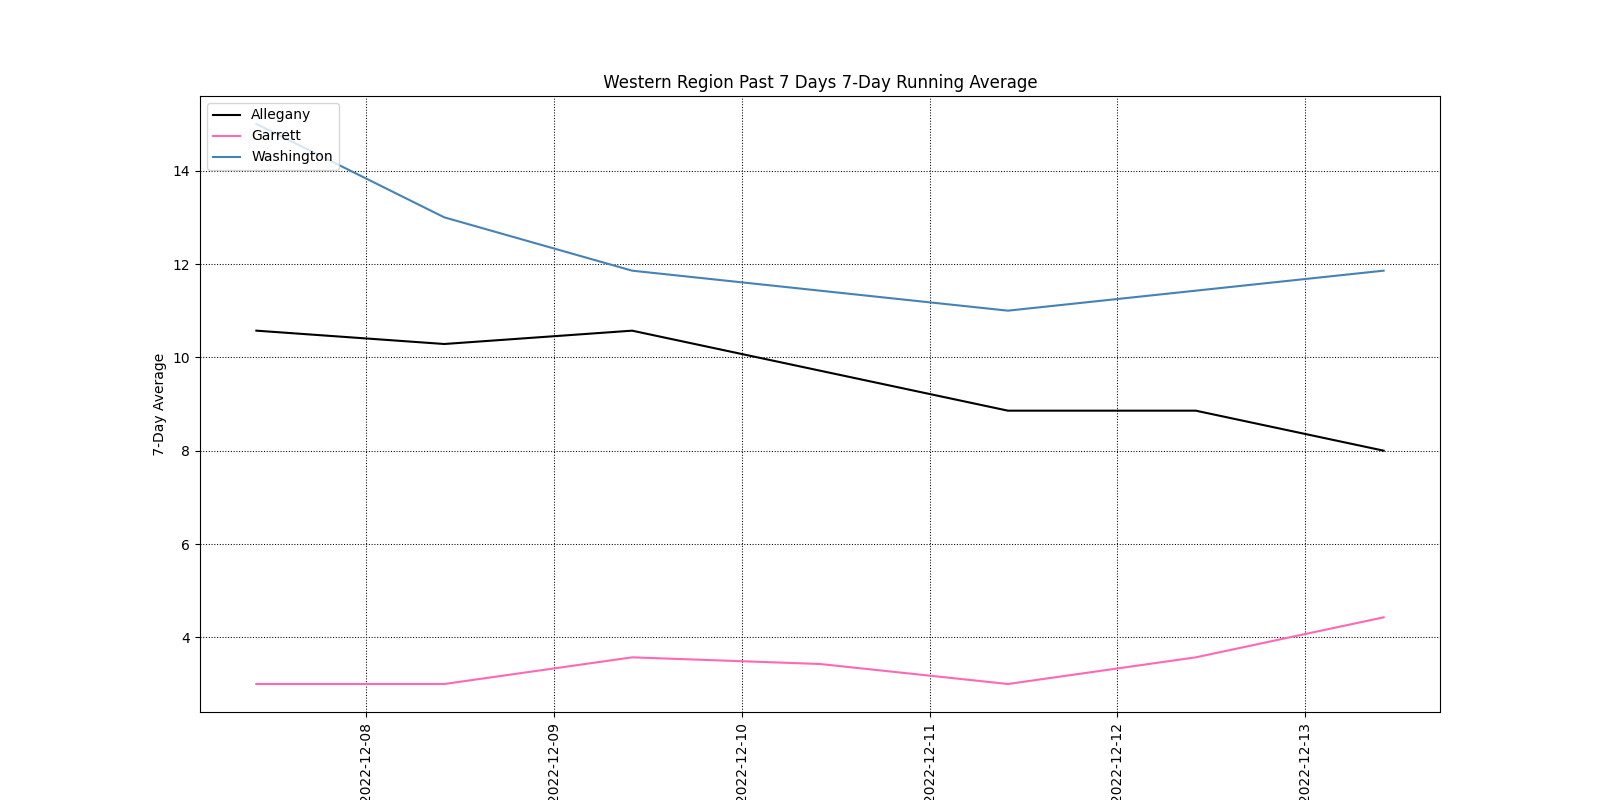 Western Region Past 7 Days 7-Day Running Average
Allegany
Garrett
Washington
7-Day Average
14
12
10
8
6
4
2022-12-08
2022-12-09
2022-12-10
2022-12-11
2022-12-12
2022-12-13